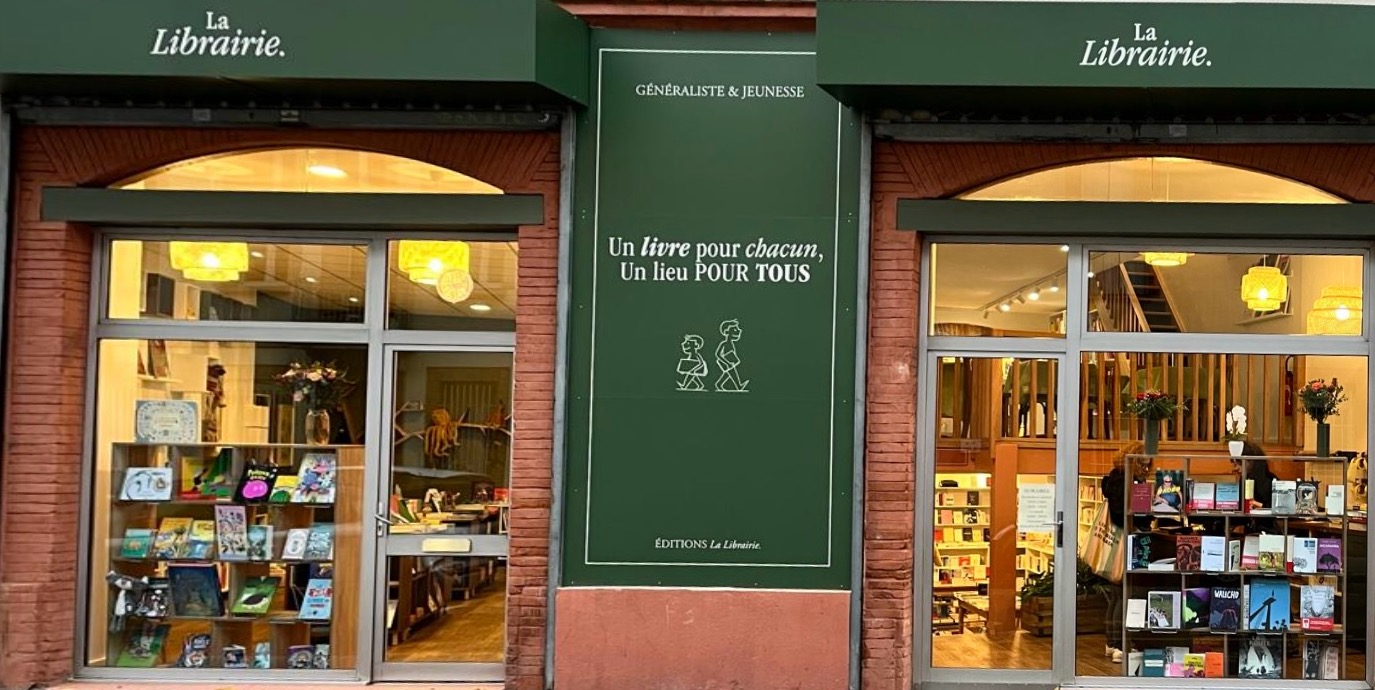 La
Librairie.
GÉNÉRALISTE & JEUNESSE
Un livre pour chacun,
Un lieu POUR TOUS
ÉDITIONS La Librairie.
La
Librairie.